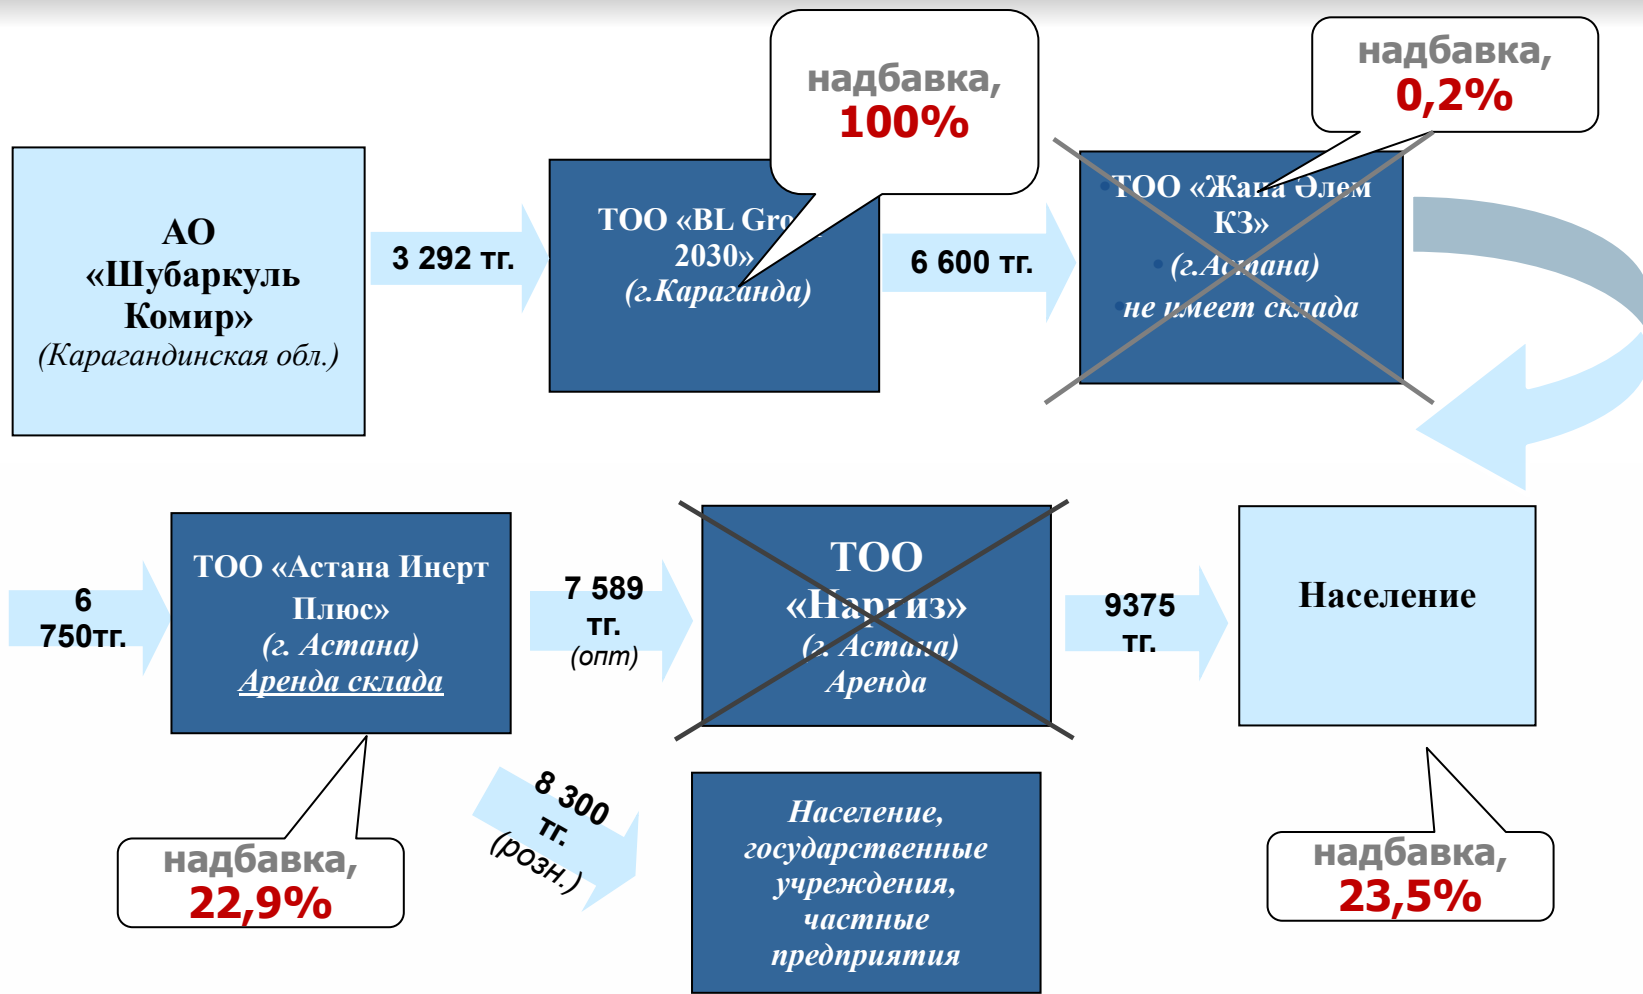 надбавка,
100%
надбавка,
0,2%
АО
«Шубаркуль
Комир»
(Карагандинская обл.)
3 292 тг.
ТОО «BL
2030»
(г.Караганда)
6 600 тг.
•ТОО «Жаңа Әлем
КЗ»
• (г.Астана)
•не имеет склада
6
750тг.
ТОО «Астана Инерт
Плюс»
(г. Астана)
Аренда склада
7 589
тг.
(опт)
ТОО
«Наргиз»
(г. Астана)
Аренда
9375
тг.
Население
надбавка,
22,9%
8 300
тг.
(розн.)
Население,
государственные
учреждения,
частные
предприятия
надбавка,
23,5%